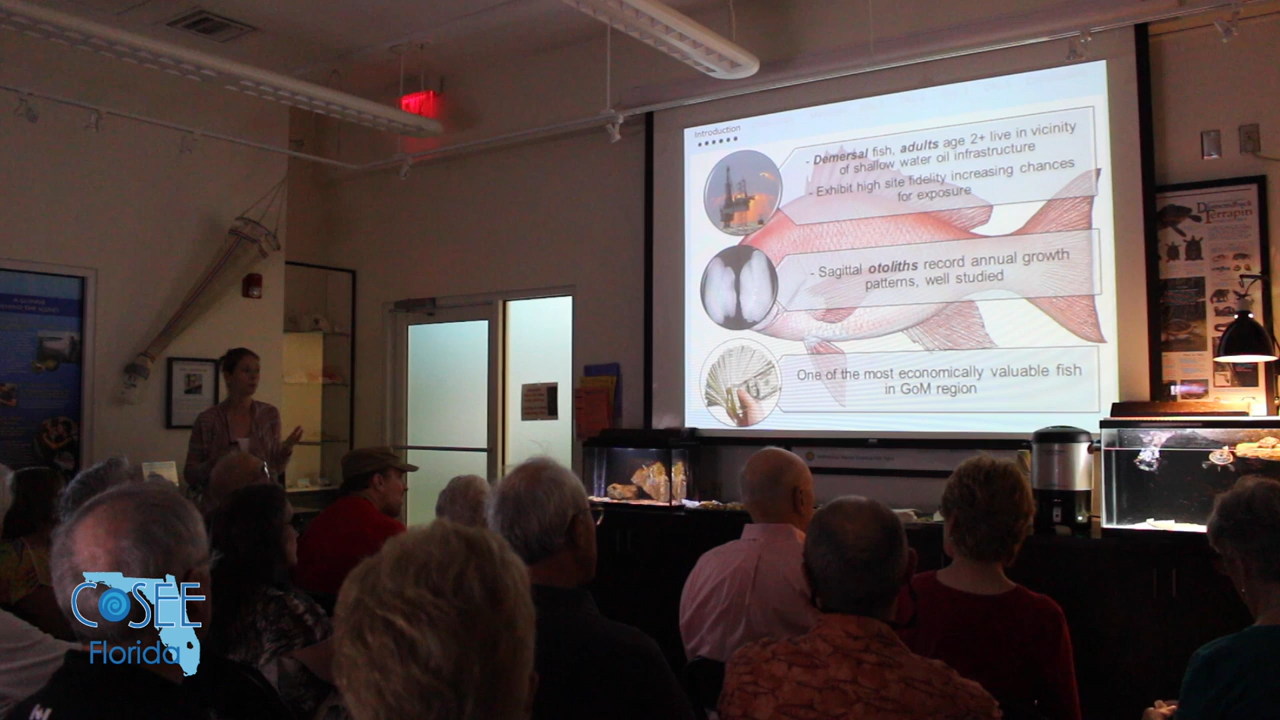 Introduction
- Demersal fish, adults age 2+ live in vicinity
of shallow water oil infrastructure
- Exhibit high site fidelity increasing chances
for exposure
- Sagittal otoliths record annual growth
patterns, well studied
One of the most economically valuable fish
in GoM region
Diamondback
Terrapin
COSEE
Florida